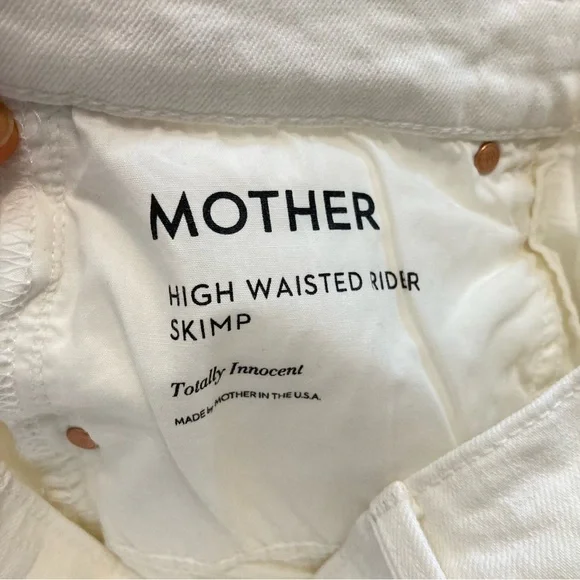 MOTHER
HIGH WAISTED RIDER
SKIMP
Totally Innocent
MADE by MOTHER IN THE U.S.A.